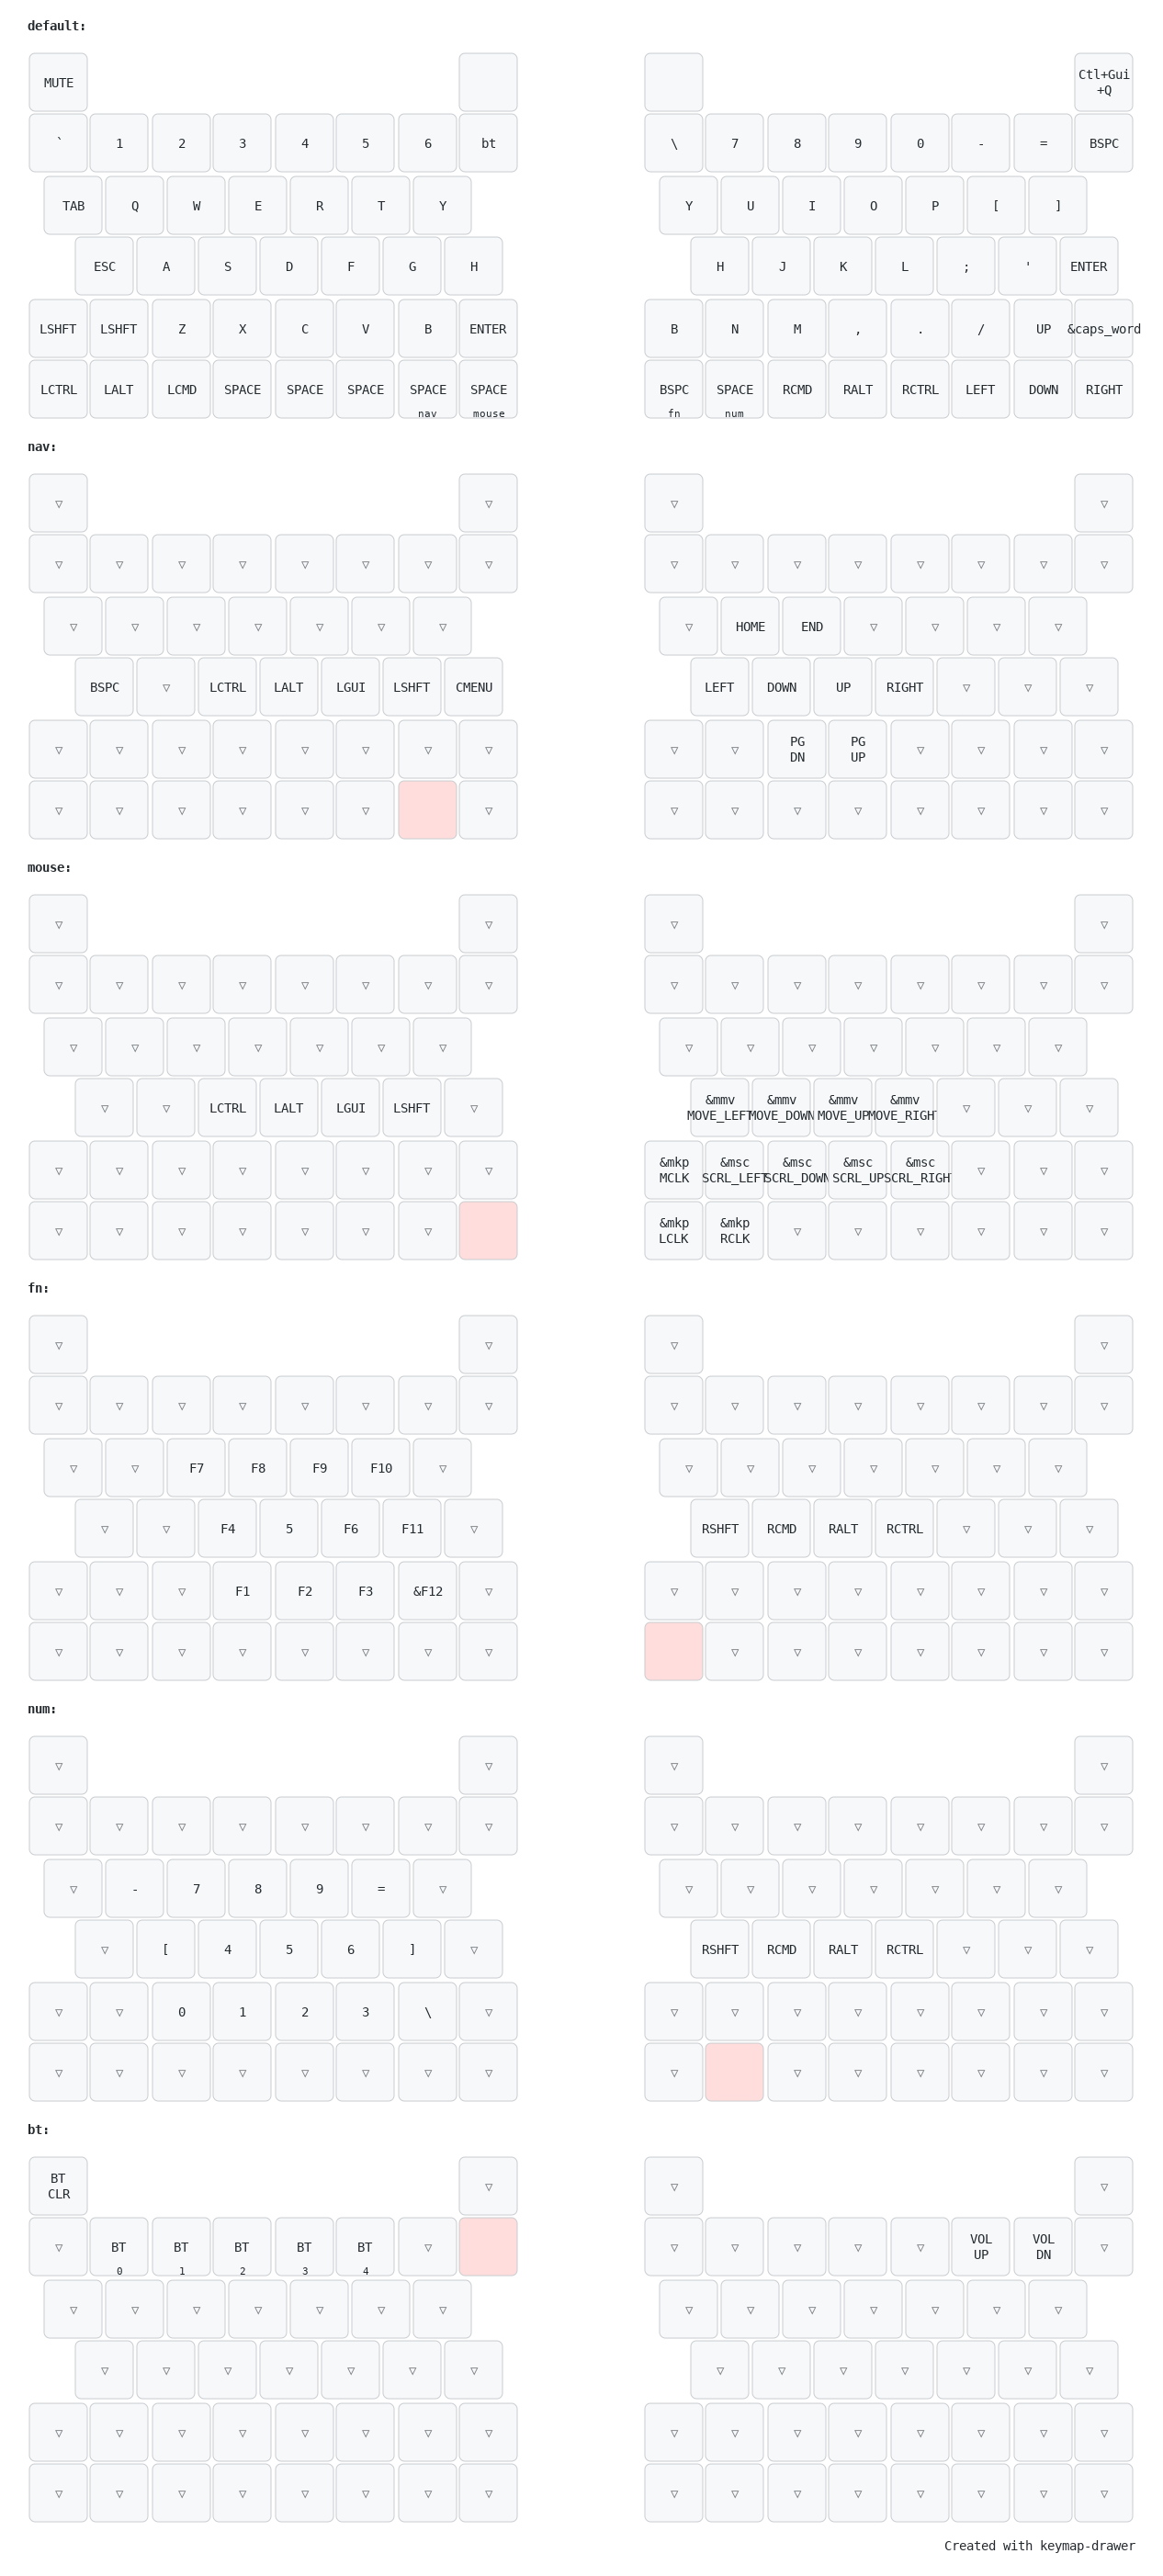 default:
MUTE Ctl+Gui
+Q
` 1 2 3 4 5 6 bt \ 7 8 9 0 - = BSPC
TAB Q W E R T Y Y U I O P [ ]
ESC A S D F G H H J K L ; ' ENTER
LSHFT LSHFT Z X C V B ENTER B N M , . / UP &caps_word
LCTRL LALT LCMD SPACE SPACE SPACE SPACE SPACE BSPC SPACE RCMD RALT RCTRL LEFT DOWN RIGHT
nav mouse fn num
nav:
▽ ▽ ▽ ▽
▽ ▽ ▽ ▽ ▽ ▽ ▽ ▽ ▽ ▽ ▽ ▽ ▽ ▽ ▽ ▽
▽ ▽ ▽ ▽ ▽ ▽ ▽ ▽ HOME END ▽ ▽ ▽ ▽
BSPC ▽ LCTRL LALT LGUI LSHFT CMENU LEFT DOWN UP RIGHT ▽ ▽ ▽
▽ ▽ ▽ ▽ ▽ ▽ ▽ ▽ ▽ ▽ PG PG ▽ ▽ ▽ ▽
DN UP
▽ ▽ ▽ ▽ ▽ ▽ ▽ ▽ ▽ ▽ ▽ ▽ ▽ ▽ ▽
mouse:
▽ ▽ ▽ ▽
▽ ▽ ▽ ▽ ▽ ▽ ▽ ▽ ▽ ▽ ▽ ▽ ▽ ▽ ▽ ▽
▽ ▽ ▽ ▽ ▽ ▽ ▽ ▽ ▽ ▽ ▽ ▽ ▽ ▽
▽ ▽ LCTRL LALT LGUI LSHFT ▽ &mmv &mmv &mmv &mmv ▽ ▽ ▽
MOVE_LEFT MOVE_DOWN MOVE_UP MOVE_RIGHT
▽ ▽ ▽ ▽ ▽ ▽ ▽ ▽ &mkp &msc &msc &msc &msc ▽ ▽ ▽
MCLK SCRL_LEFT SCRL_DOWN SCRL_UP SCRL_RIGHT
▽ ▽ ▽ ▽ ▽ ▽ ▽ &mkp &mkp ▽ ▽ ▽ ▽ ▽ ▽
LCLK RCLK
fn:
▽ ▽ ▽ ▽
▽ ▽ ▽ ▽ ▽ ▽ ▽ ▽ ▽ ▽ ▽ ▽ ▽ ▽ ▽ ▽
▽ ▽ F7 F8 F9 F10 ▽ ▽ ▽ ▽ ▽ ▽ ▽ ▽
▽ ▽ F4 5 F6 F11 ▽ RSHFT RCMD RALT RCTRL ▽ ▽ ▽
▽ ▽ ▽ F1 F2 F3 &F12 ▽ ▽ ▽ ▽ ▽ ▽ ▽ ▽ ▽
▽ ▽ ▽ ▽ ▽ ▽ ▽ ▽ ▽ ▽ ▽ ▽ ▽ ▽ ▽
num:
▽ ▽ ▽ ▽
▽ ▽ ▽ ▽ ▽ ▽ ▽ ▽ ▽ ▽ ▽ ▽ ▽ ▽ ▽ ▽
▽ - 7 8 9 = ▽ ▽ ▽ ▽ ▽ ▽ ▽ ▽
▽ [ 4 5 6 ] ▽ RSHFT RCMD RALT RCTRL ▽ ▽ ▽
▽ ▽ 0 1 2 3 \ ▽ ▽ ▽ ▽ ▽ ▽ ▽ ▽ ▽
▽ ▽ ▽ ▽ ▽ ▽ ▽ ▽ ▽ ▽ ▽ ▽ ▽ ▽ ▽
bt:
BT ▽ ▽ ▽
CLR
▽ BT BT BT BT BT ▽ ▽ ▽ ▽ ▽ ▽ VOL VOL ▽
UP DN
0 1 2 3 4
▽ ▽ ▽ ▽ ▽ ▽ ▽ ▽ ▽ ▽ ▽ ▽ ▽ ▽
▽ ▽ ▽ ▽ ▽ ▽ ▽ ▽ ▽ ▽ ▽ ▽ ▽ ▽
▽ ▽ ▽ ▽ ▽ ▽ ▽ ▽ ▽ ▽ ▽ ▽ ▽ ▽ ▽ ▽
▽ ▽ ▽ ▽ ▽ ▽ ▽ ▽ ▽ ▽ ▽ ▽ ▽ ▽ ▽ ▽
Created with keymap-drawer